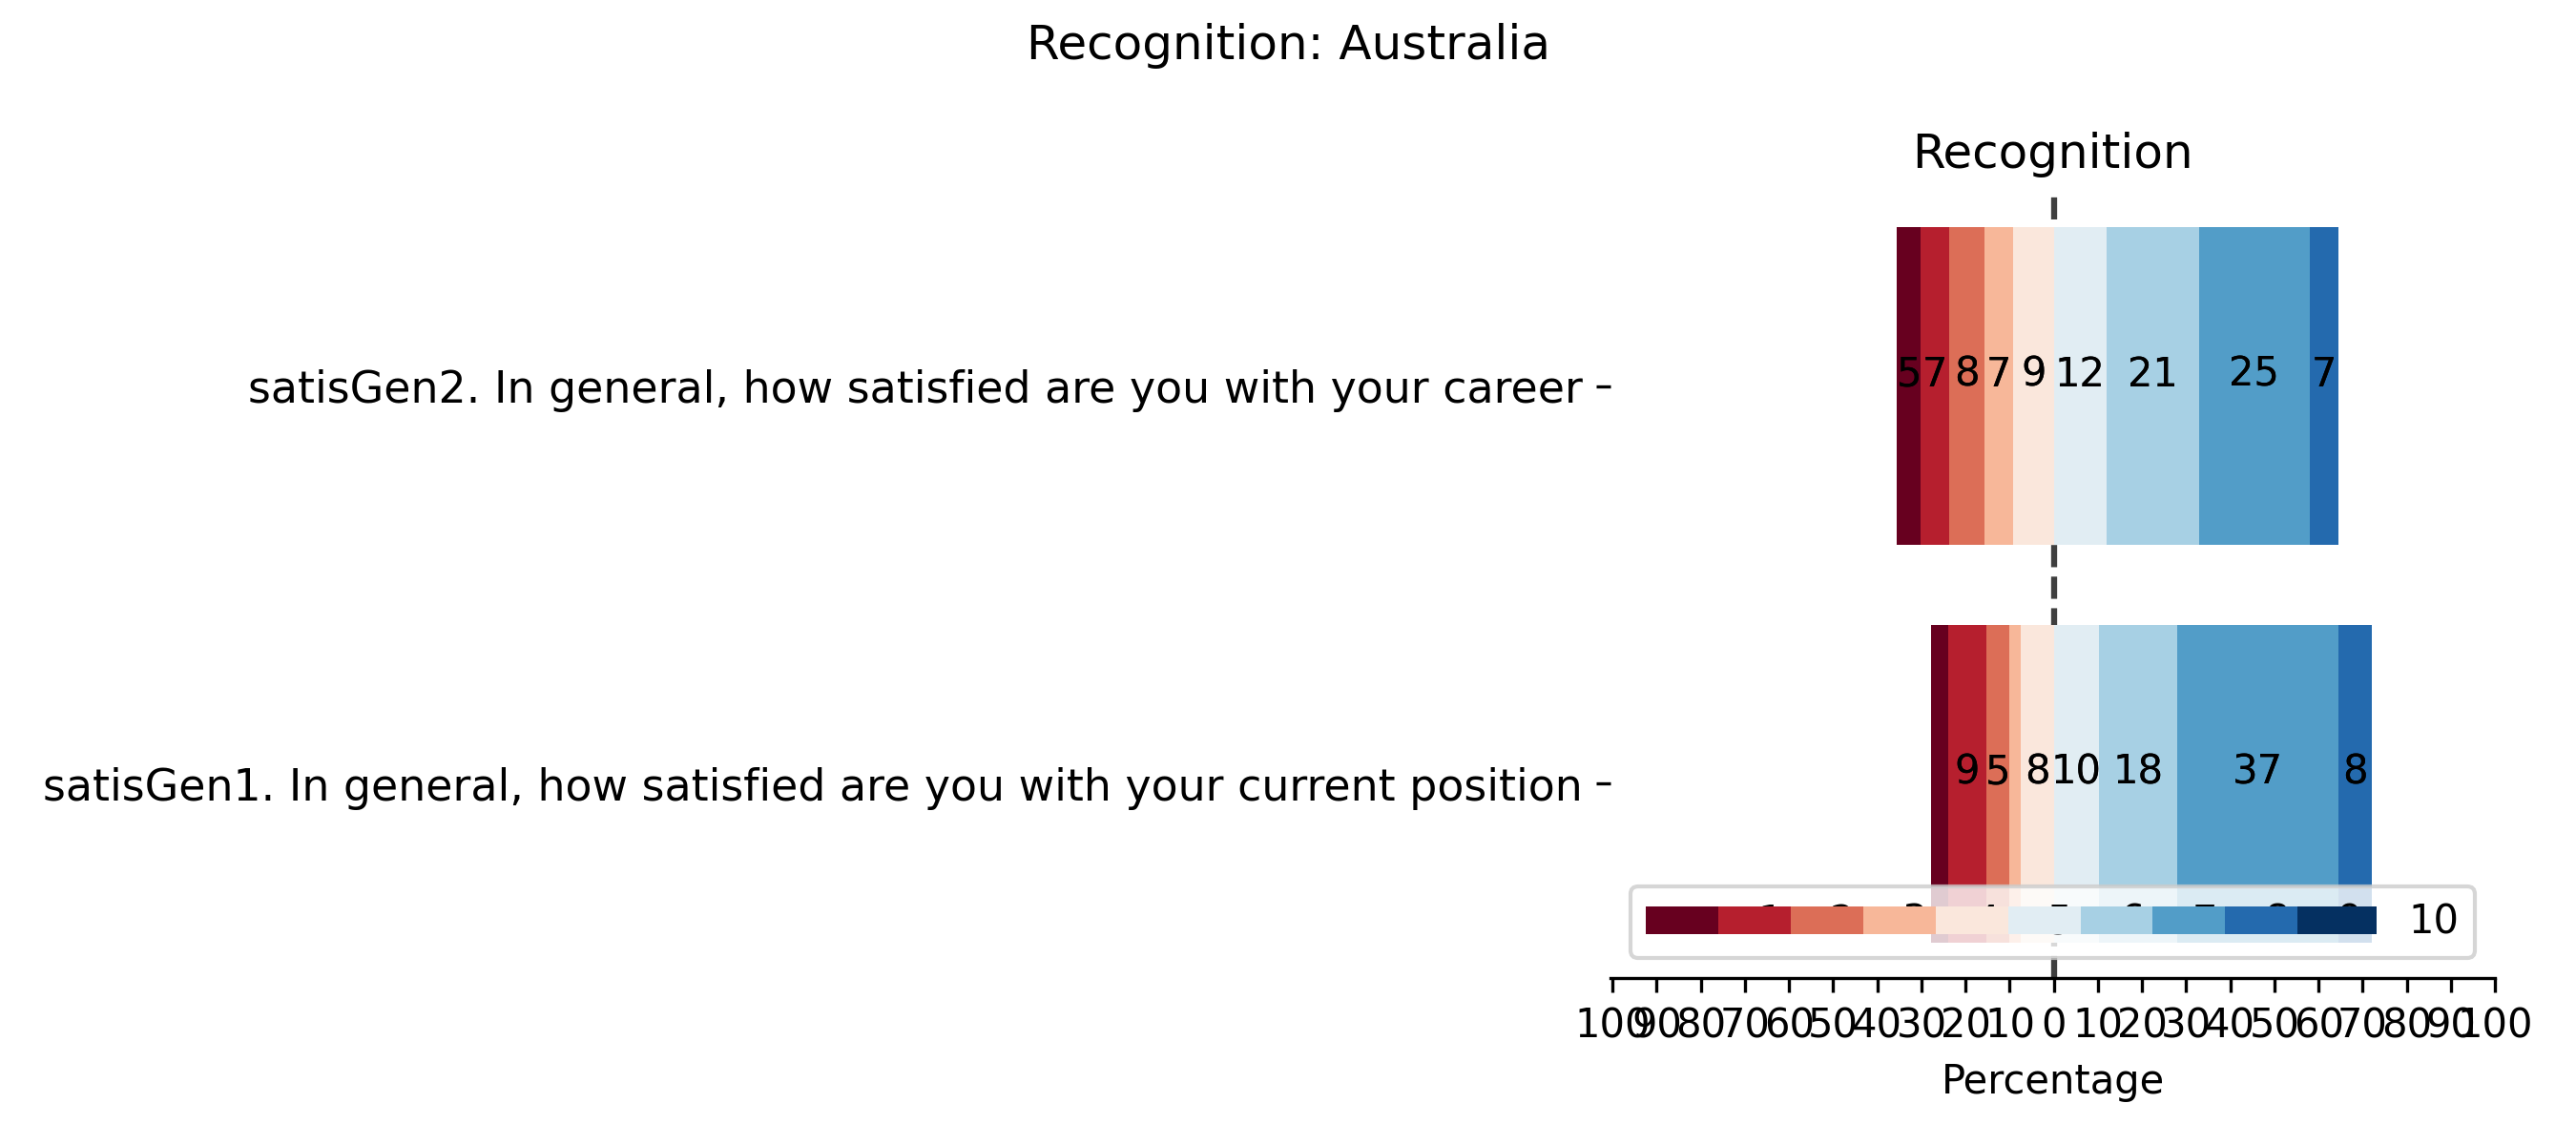 Recognition: Australia
Recognition
satisGen2. In general, how satisfied are you with your career
5 7 8 7 9 12 21 25 7
satisGen1. In general, how satisfied are you with your current position
9 5 8 10 18 37 8
10
100 90 80 70 60 50 40 30 20 10 0 10 20 30 40 50 60 70 80 90 100
Percentage